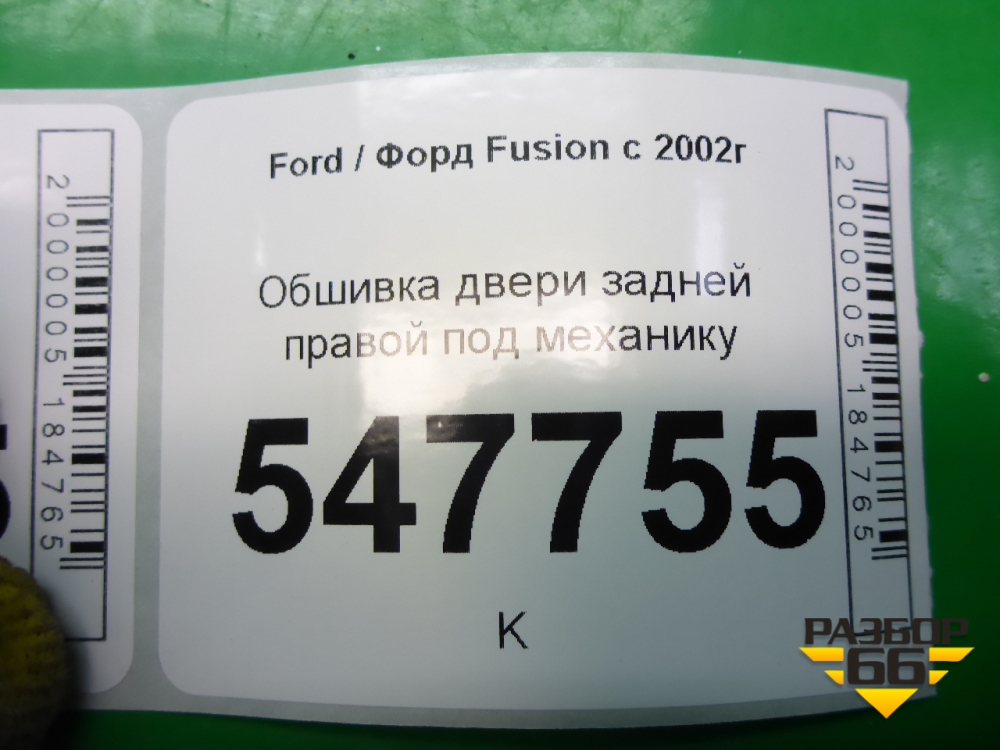 Ford / Форд Fusion с 2002г
Обшивка двери задней
правой под механику
547755
К
2000005184765
2000005184765
РАЗБОР
66